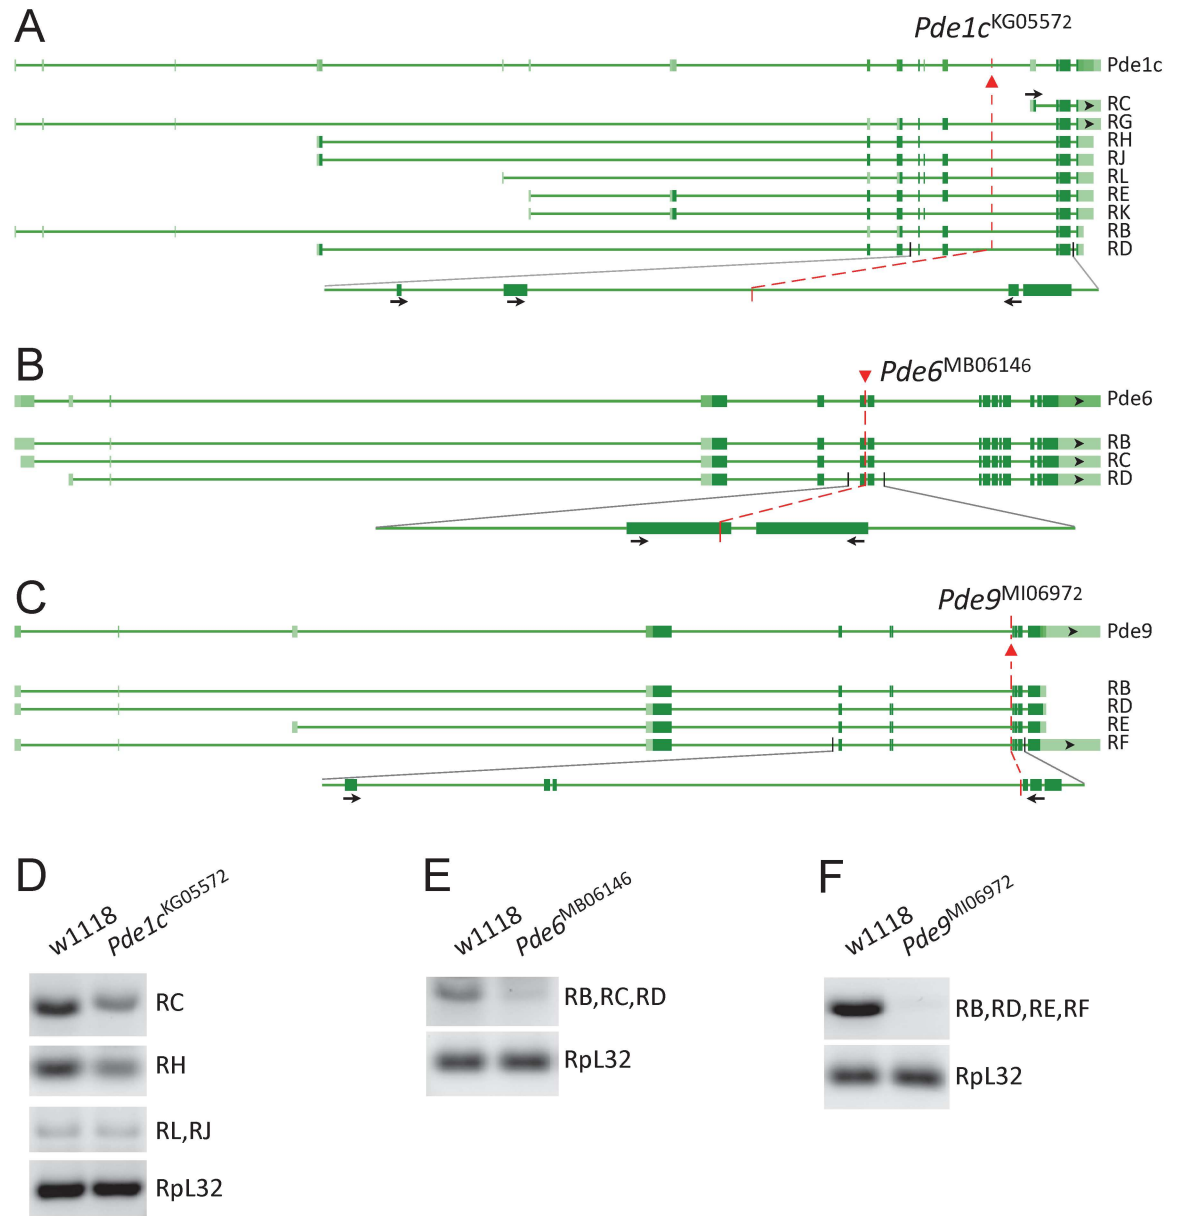 A
Pde1c^KG05572
Pde1c
RC
RG
RH
RJ
RL
RE
RK
RB
RD
B
Pde6^MB06146
Pde6
RB
RC
RD
C
Pde9^MI06972
Pde9
RB
RD
RE
RF
D
w1118 Pde1c^KG05572
RC
RH
RL,RJ
RpL32
E
w1118 Pde6^MB06146
RB,RC,RD
RpL32
F
w1118 Pde9^MI06972
RB,RD,RE,RF
RpL32